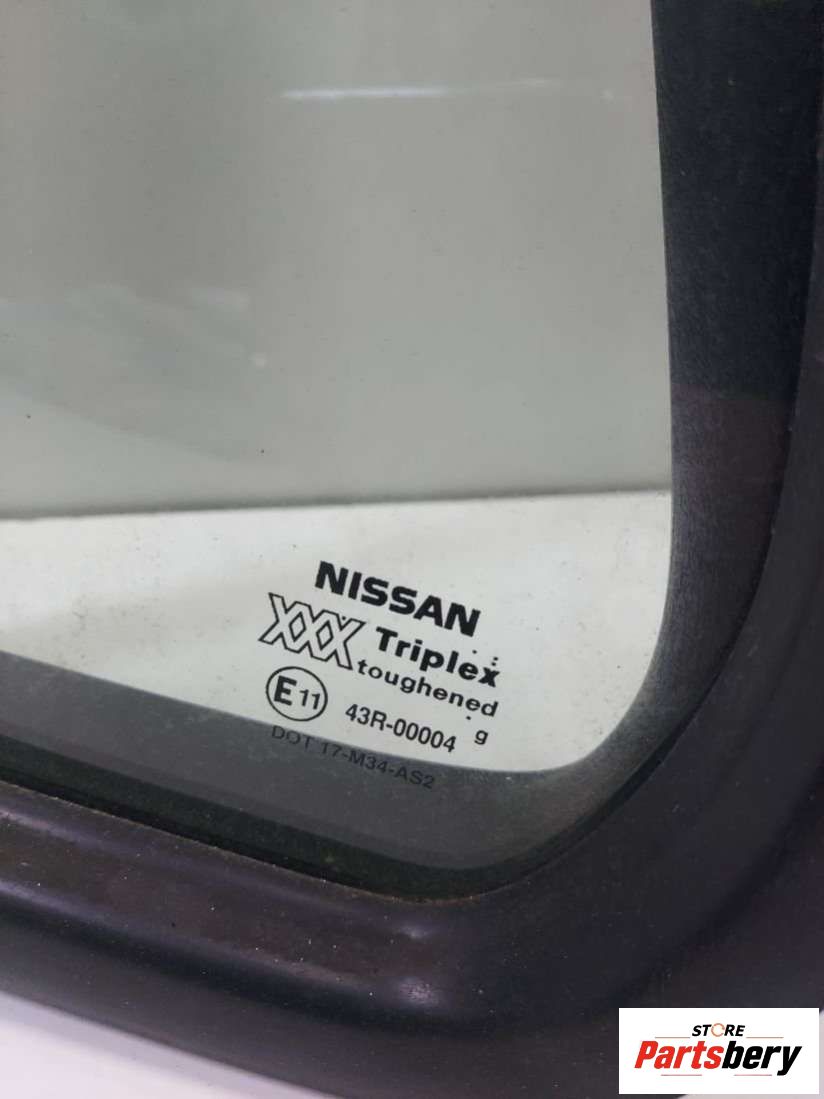 NISSAN
XXX Triplex
toughened
E11 43R-00004 g
DOT 17-M34-AS2
STORE
Partsbery